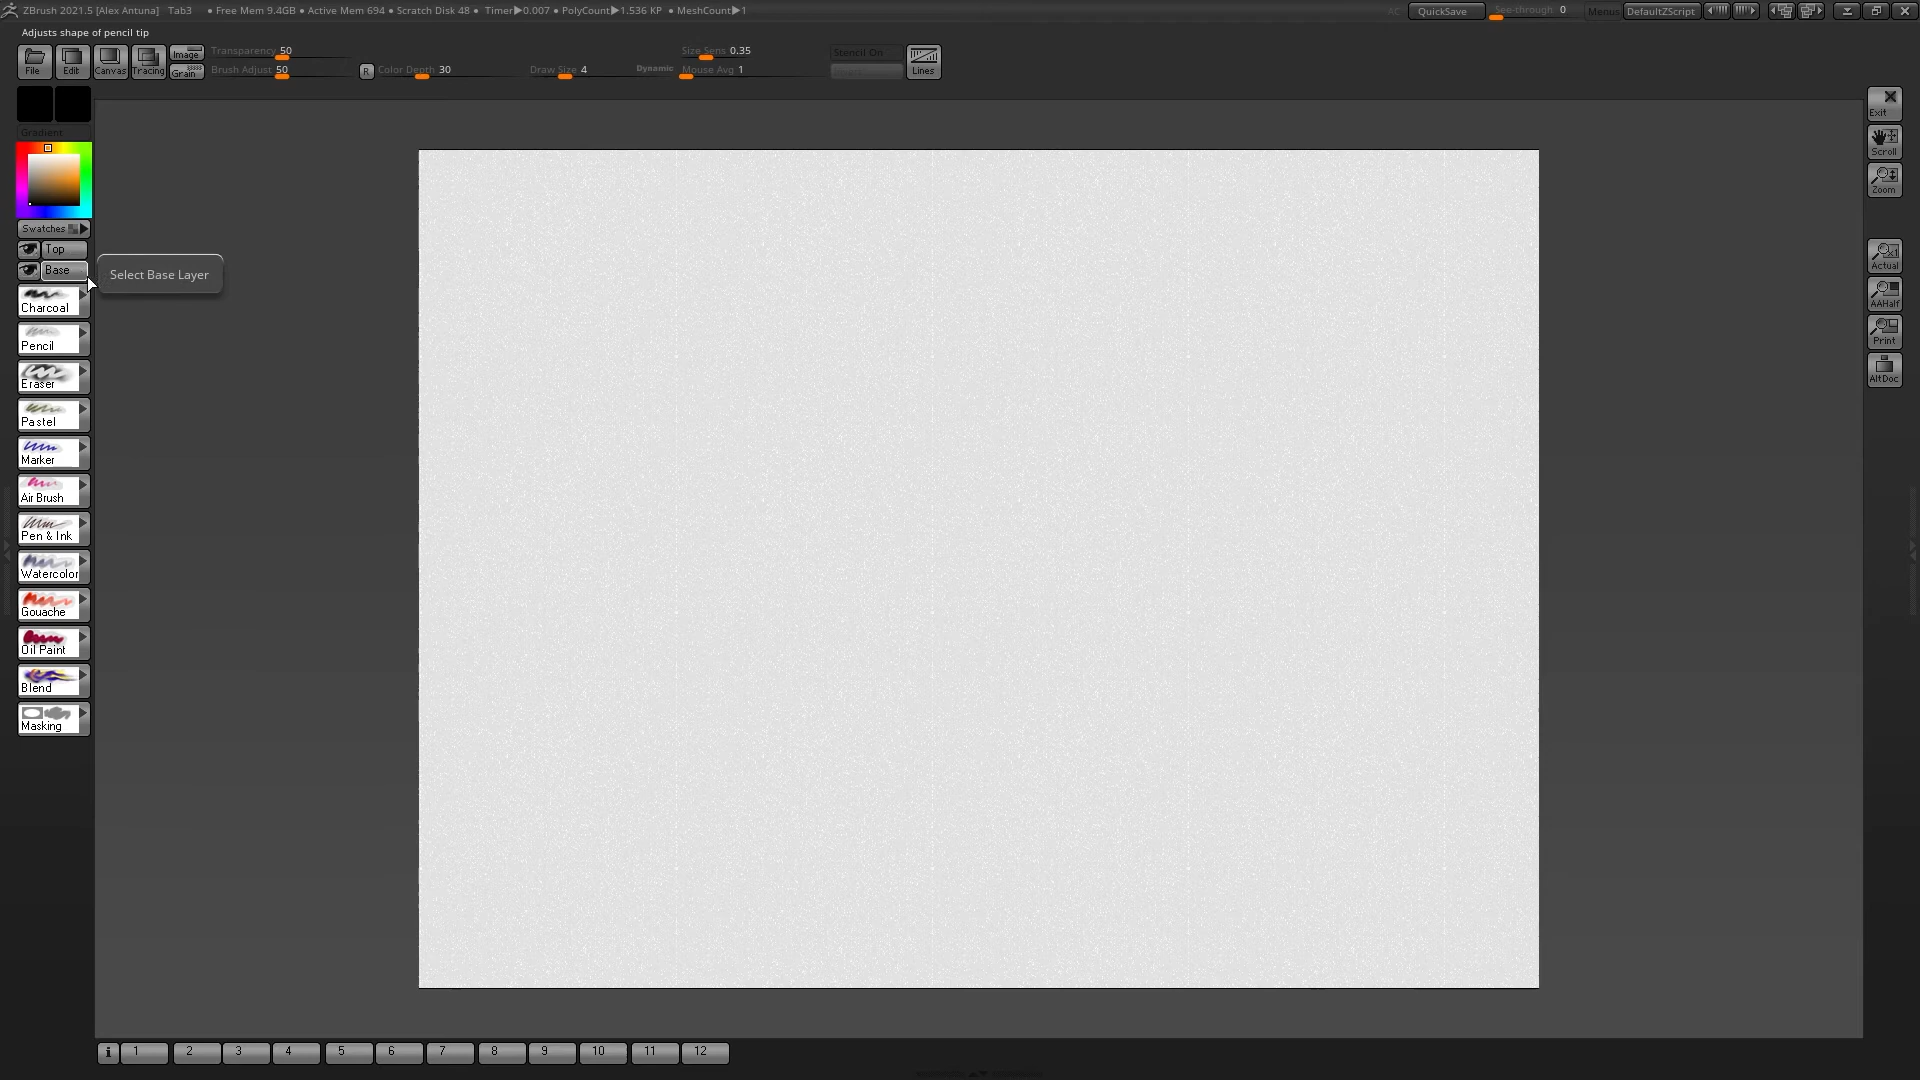 ZBrush 2021.5 [Alex Antuna] Tab3 • Free Mem 9.4GB • Active Mem 694 • Scratch Disk 48 • Timer▶0.007 • PolyCount▶1.536 KP • MeshCount▶1 AC QuickSave See-through 0 Menus DefaultZScript
Adjusts shape of pencil tip
File Edit Canvas Tracing Image Grain
Transparency 50 Size Sens 0.35 Stencil On
Brush Adjust 50 R Color Depth 30 Draw Size 4 Dynamic Mouse Avg 1 Lines
Gradient
Swatches
Top
Base
Select Base Layer
Charcoal
Pencil
Eraser
Pastel
Marker
Air Brush
Pen & Ink
Watercolor
Gouache
Oil Paint
Blend
Masking
Exit
Scroll
Zoom
Actual
AAHalf
Print
AltDoc
i 1 2 3 4 5 6 7 8 9 10 11 12